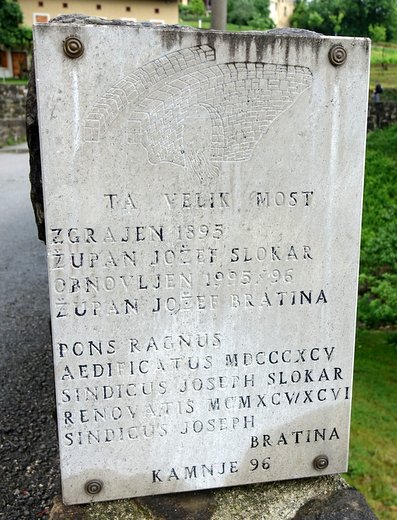 TA VELIK MOST
ZGRAJEN 1895
ŽUPAN JOŽEF SLOKAR
OBNOVLJEN 1995/96
ŽUPAN JOŽEF BRATINA
PONS RAGNUS
AEDIFICATUS MDCCCXCV
SINDICUS JOSEPH SLOKAR
RENOVATIS MCMXCV/XCVI
SINDICUS JOSEPH
BRATINA
KAMNJE 96